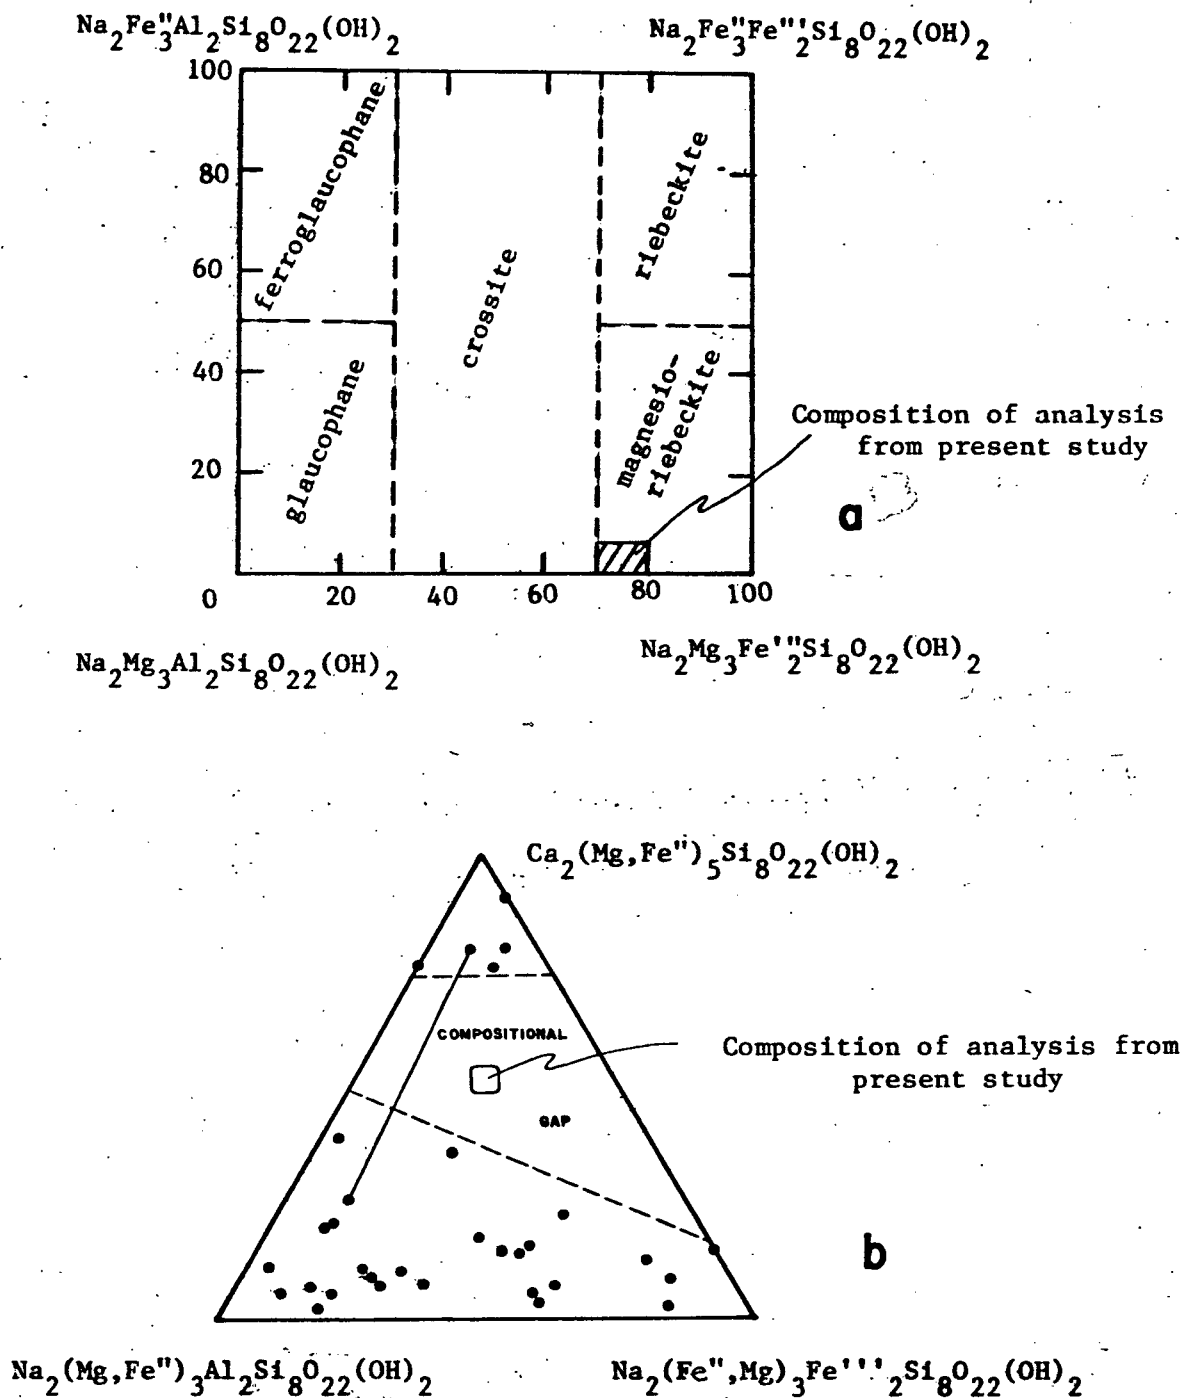 Na2Fe"3Al2Si8O22(OH)2
Na2Fe"3Fe"'2Si8O22(OH)2
100
80
60
40
20
0
20
40
60
80
100
ferroglaucophane
glaucophane
crossite
riebeckite
magnesio-
riebeckite
Composition of analysis
from present study
a
Na2Mg3Al2Si8O22(OH)2
Na2Mg3Fe'"2Si8O22(OH)2
Ca2(Mg,Fe")5Si8O22(OH)2
COMPOSITIONAL
GAP
Composition of analysis from
present study
b
Na2(Mg,Fe")3Al2Si8O22(OH)2
Na2(Fe",Mg)3Fe'''2Si8O22(OH)2